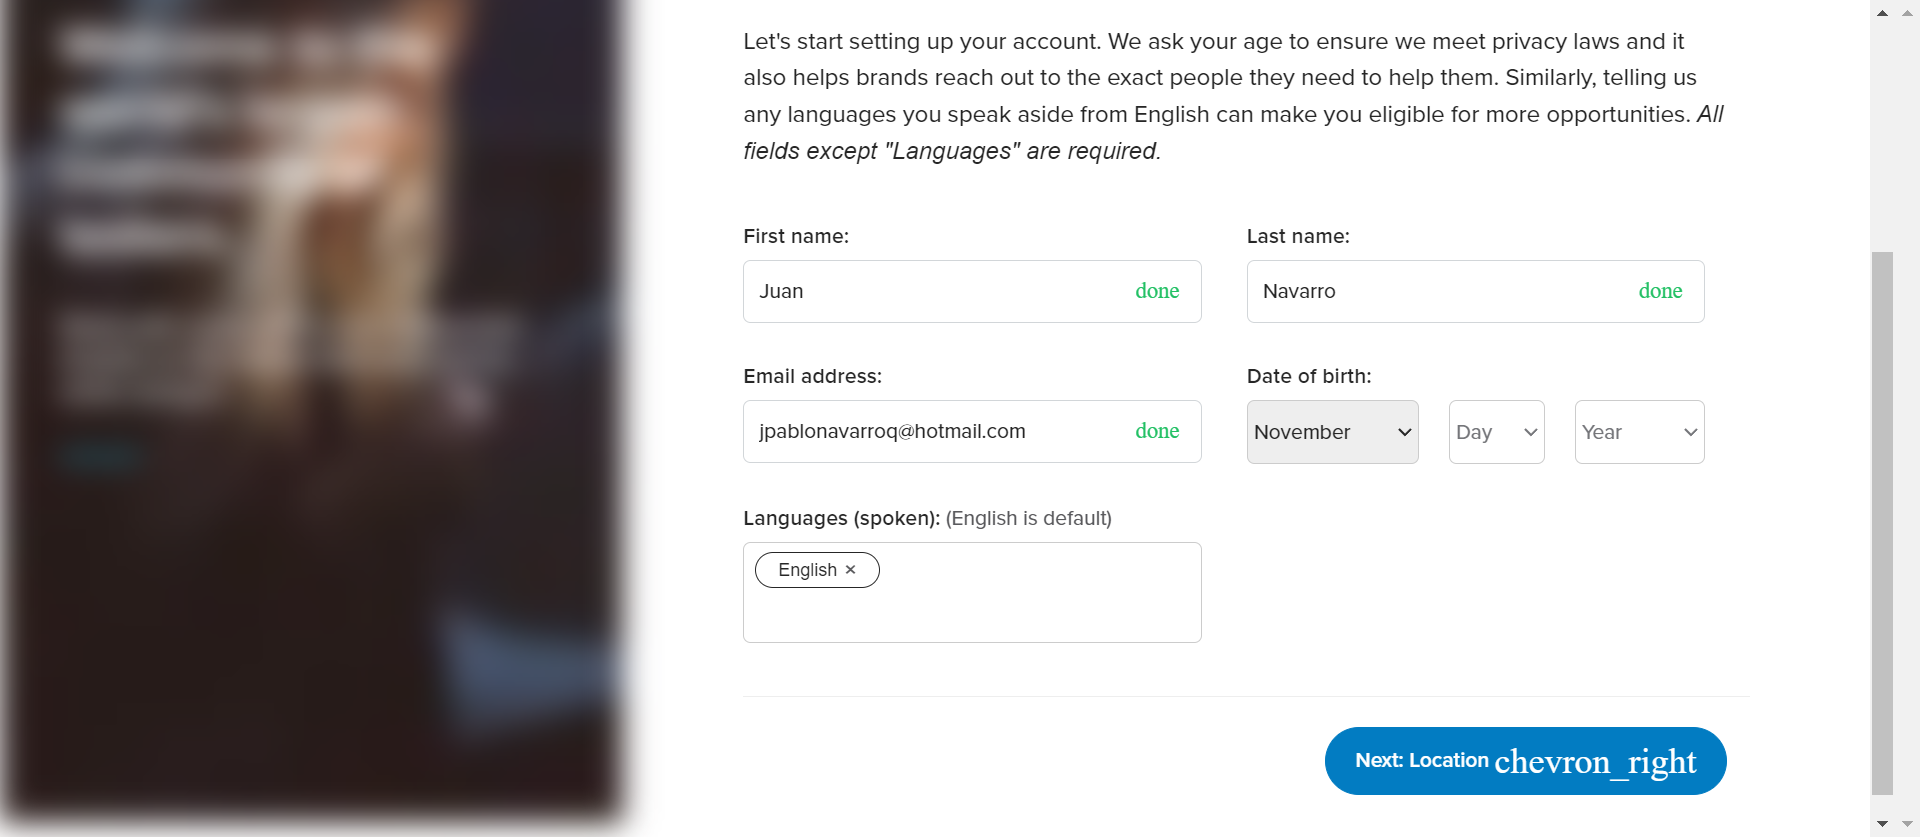 Let's start setting up your account. We ask your age to ensure we meet privacy laws and it
also helps brands reach out to the exact people they need to help them. Similarly, telling us
any languages you speak aside from English can make you eligible for more opportunities. All
fields except "Languages" are required.
First name:
Last name:
Juan done
Navarro done
Email address:
Date of birth:
jpablonavarroq@hotmail.com done
November Day Year
Languages (spoken): (English is default)
English ×
Next: Location chevron_right